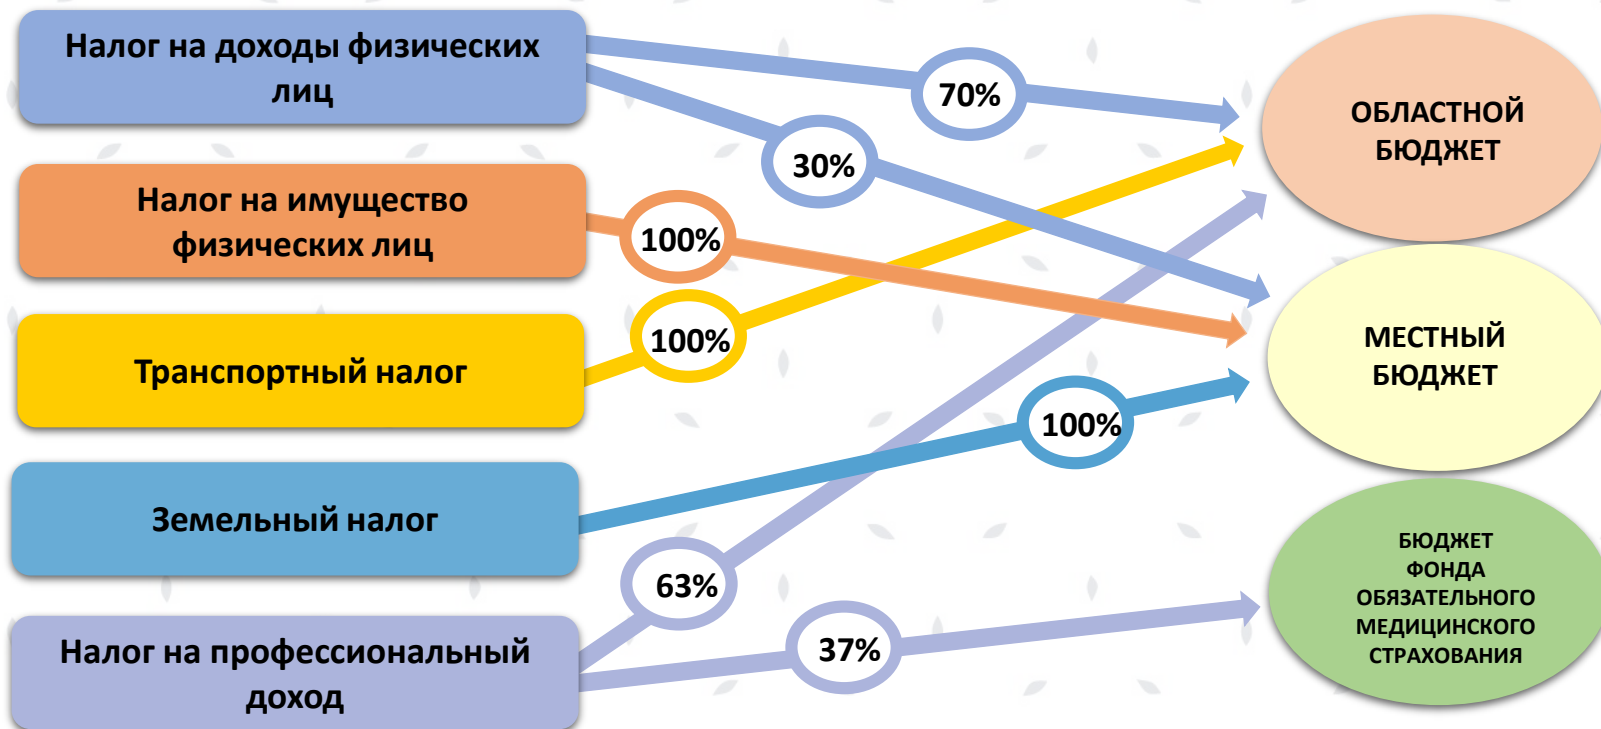 Налог на доходы физических
лиц
70%
30%
ОБЛАСТНОЙ
БЮДЖЕТ
Налог на имущество
физических лиц
100%
Транспортный налог
100%
МЕСТНЫЙ
БЮДЖЕТ
Земельный налог
100%
Налог на профессиональный
доход
63%
37%
БЮДЖЕТ
ФОНДА
ОБЯЗАТЕЛЬНОГО
МЕДИЦИНСКОГО
СТРАХОВАНИЯ